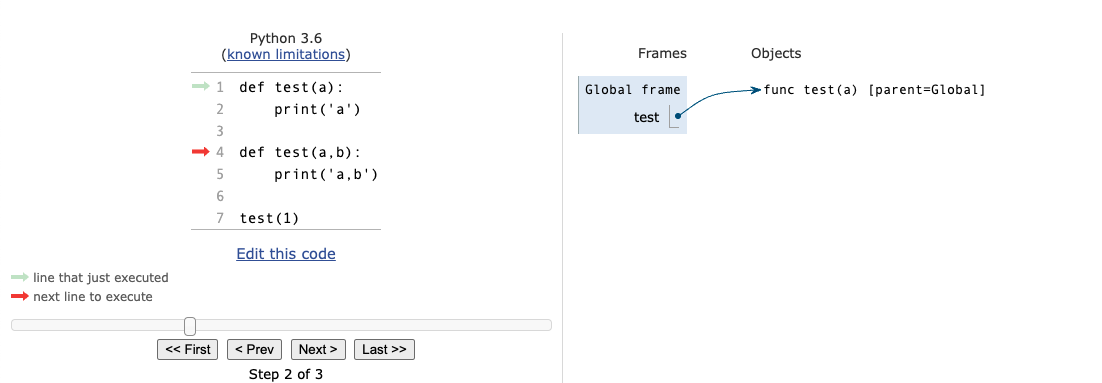 Python 3.6
(known limitations)
1 def test(a):
2     print('a')
3
4 def test(a,b):
5     print('a,b')
6
7 test(1)
Edit this code
line that just executed
next line to execute
<< First < Prev Next > Last >>
Step 2 of 3
Frames Objects
Global frame func test(a) [parent=Global]
test